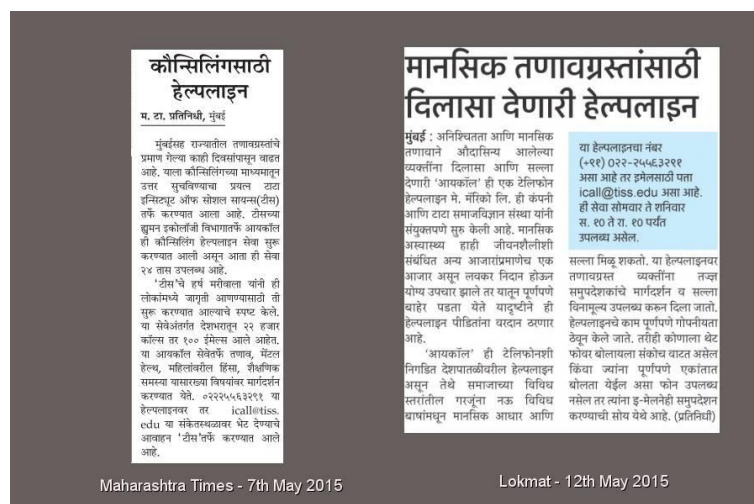 कौन्सिलिंगसाठी
हेल्पलाइन
म. टा. प्रतिनिधी, मुंबई
मुंबईसह राज्यातील तणावग्रस्तांचे
प्रमाण गेल्या काही दिवसांपासून वाढत
आहे. याला कौन्सिलिंगच्या माध्यमातून
उत्तर सुचविण्याचा प्रयत्न टाटा
इन्स्टिट्यूट ऑफ सोशल सायन्स(टीस)
तर्फे करण्यात आला आहे. टीसच्या
ह्युमन इकोलॉजी विभागातर्फे आयकॉल
ही कौन्सिलिंग हेल्पलाइन सेवा सुरू
करण्यात आली असून आता ही सेवा
२४ तास उपलब्ध आहे.
'टीस'चे हर्ष मरीवाला यांनी ही
लोकांमध्ये जागृती आणण्यासाठी ती
सुरू करण्यात आल्याचे स्पष्ट केले.
या सेवेअंतर्गत देशभरातून २२ हजार
कॉल्स तर १०० ईमेल्स आले आहेत.
या आयकॉल सेवेतर्फे तणाव, मेंटल
हेल्थ, महिलांवरील हिंसा, शैक्षणिक
समस्या यासारख्या विषयांवर मार्गदर्शन
करण्यात येते. ०२२२५५६३२९१ या
हेल्पलाइनवर तर icall@tiss.
edu या संकेतस्थळावर भेट देण्याचे
आवाहन 'टीस'तर्फे करण्यात आले
आहे.
Maharashtra Times - 7th May 2015
मानसिक तणावग्रस्तांसाठी
दिलासा देणारी हेल्पलाइन
मुंबई : अनिश्चितता आणि मानसिक
तणावाने औदासिन्य आलेल्या
व्यक्तींना दिलासा आणि सल्ला
देणारी 'आयकॉल' ही एक टेलिफोन
हेल्पलाइन मे. मॅरिको लि. ही कंपनी
आणि टाटा समाजविज्ञान संस्था यांनी
संयुक्तपणे सुरु केली आहे. मानसिक
अस्वास्थ्य हाही जीवनशैलीशी
संबंधित अन्य आजारांप्रमाणेच एक
आजार असून लवकर निदान होऊन
योग्य उपचार झाले तर यातून पूर्णपणे
बाहेर पडता येते यादृष्टीने ही
हेल्पलाइन पीडितांना वरदान ठरणार
आहे.
'आयकॉल' ही टेलिफोनशी
निगडित देशपातळीवरील हेल्पलाइन
असून तेथे समाजाच्या विविध
स्तरांतील गरजूंना नऊ विविध
भाषांमधून मानसिक आधार आणि
या हेल्पलाइनचा नंबर
(+९१) ०२२-२५५६३२९१
असा आहे तर इमेलसाठी पता
icall@tiss.edu असा आहे.
ही सेवा सोमवार ते शनिवार
स. १० ते रा. १० पर्यंत
उपलब्ध असेल.
सल्ला मिळू शकतो. या हेल्पलाइनवर
तणावग्रस्त व्यक्तींना तज्ज्ञ
समुपदेशकांचे मार्गदर्शन व सल्ला
विनामूल्य उपलब्ध करून दिला जातो.
हेल्पलाइनचे काम पूर्णपणे गोपनीयता
ठेवून केले जाते. तरीही कोणाला थेट
फोवर बोलायला संकोच वाटत असेल
किंवा ज्यांना पूर्णपणे एकांतात
बोलता येईल असा फोन उपलब्ध
नसेल तर त्यांना इ-मेलनेही समुपदेशन
करण्याची सोय येथे आहे. (प्रतिनिधी)
Lokmat - 12th May 2015